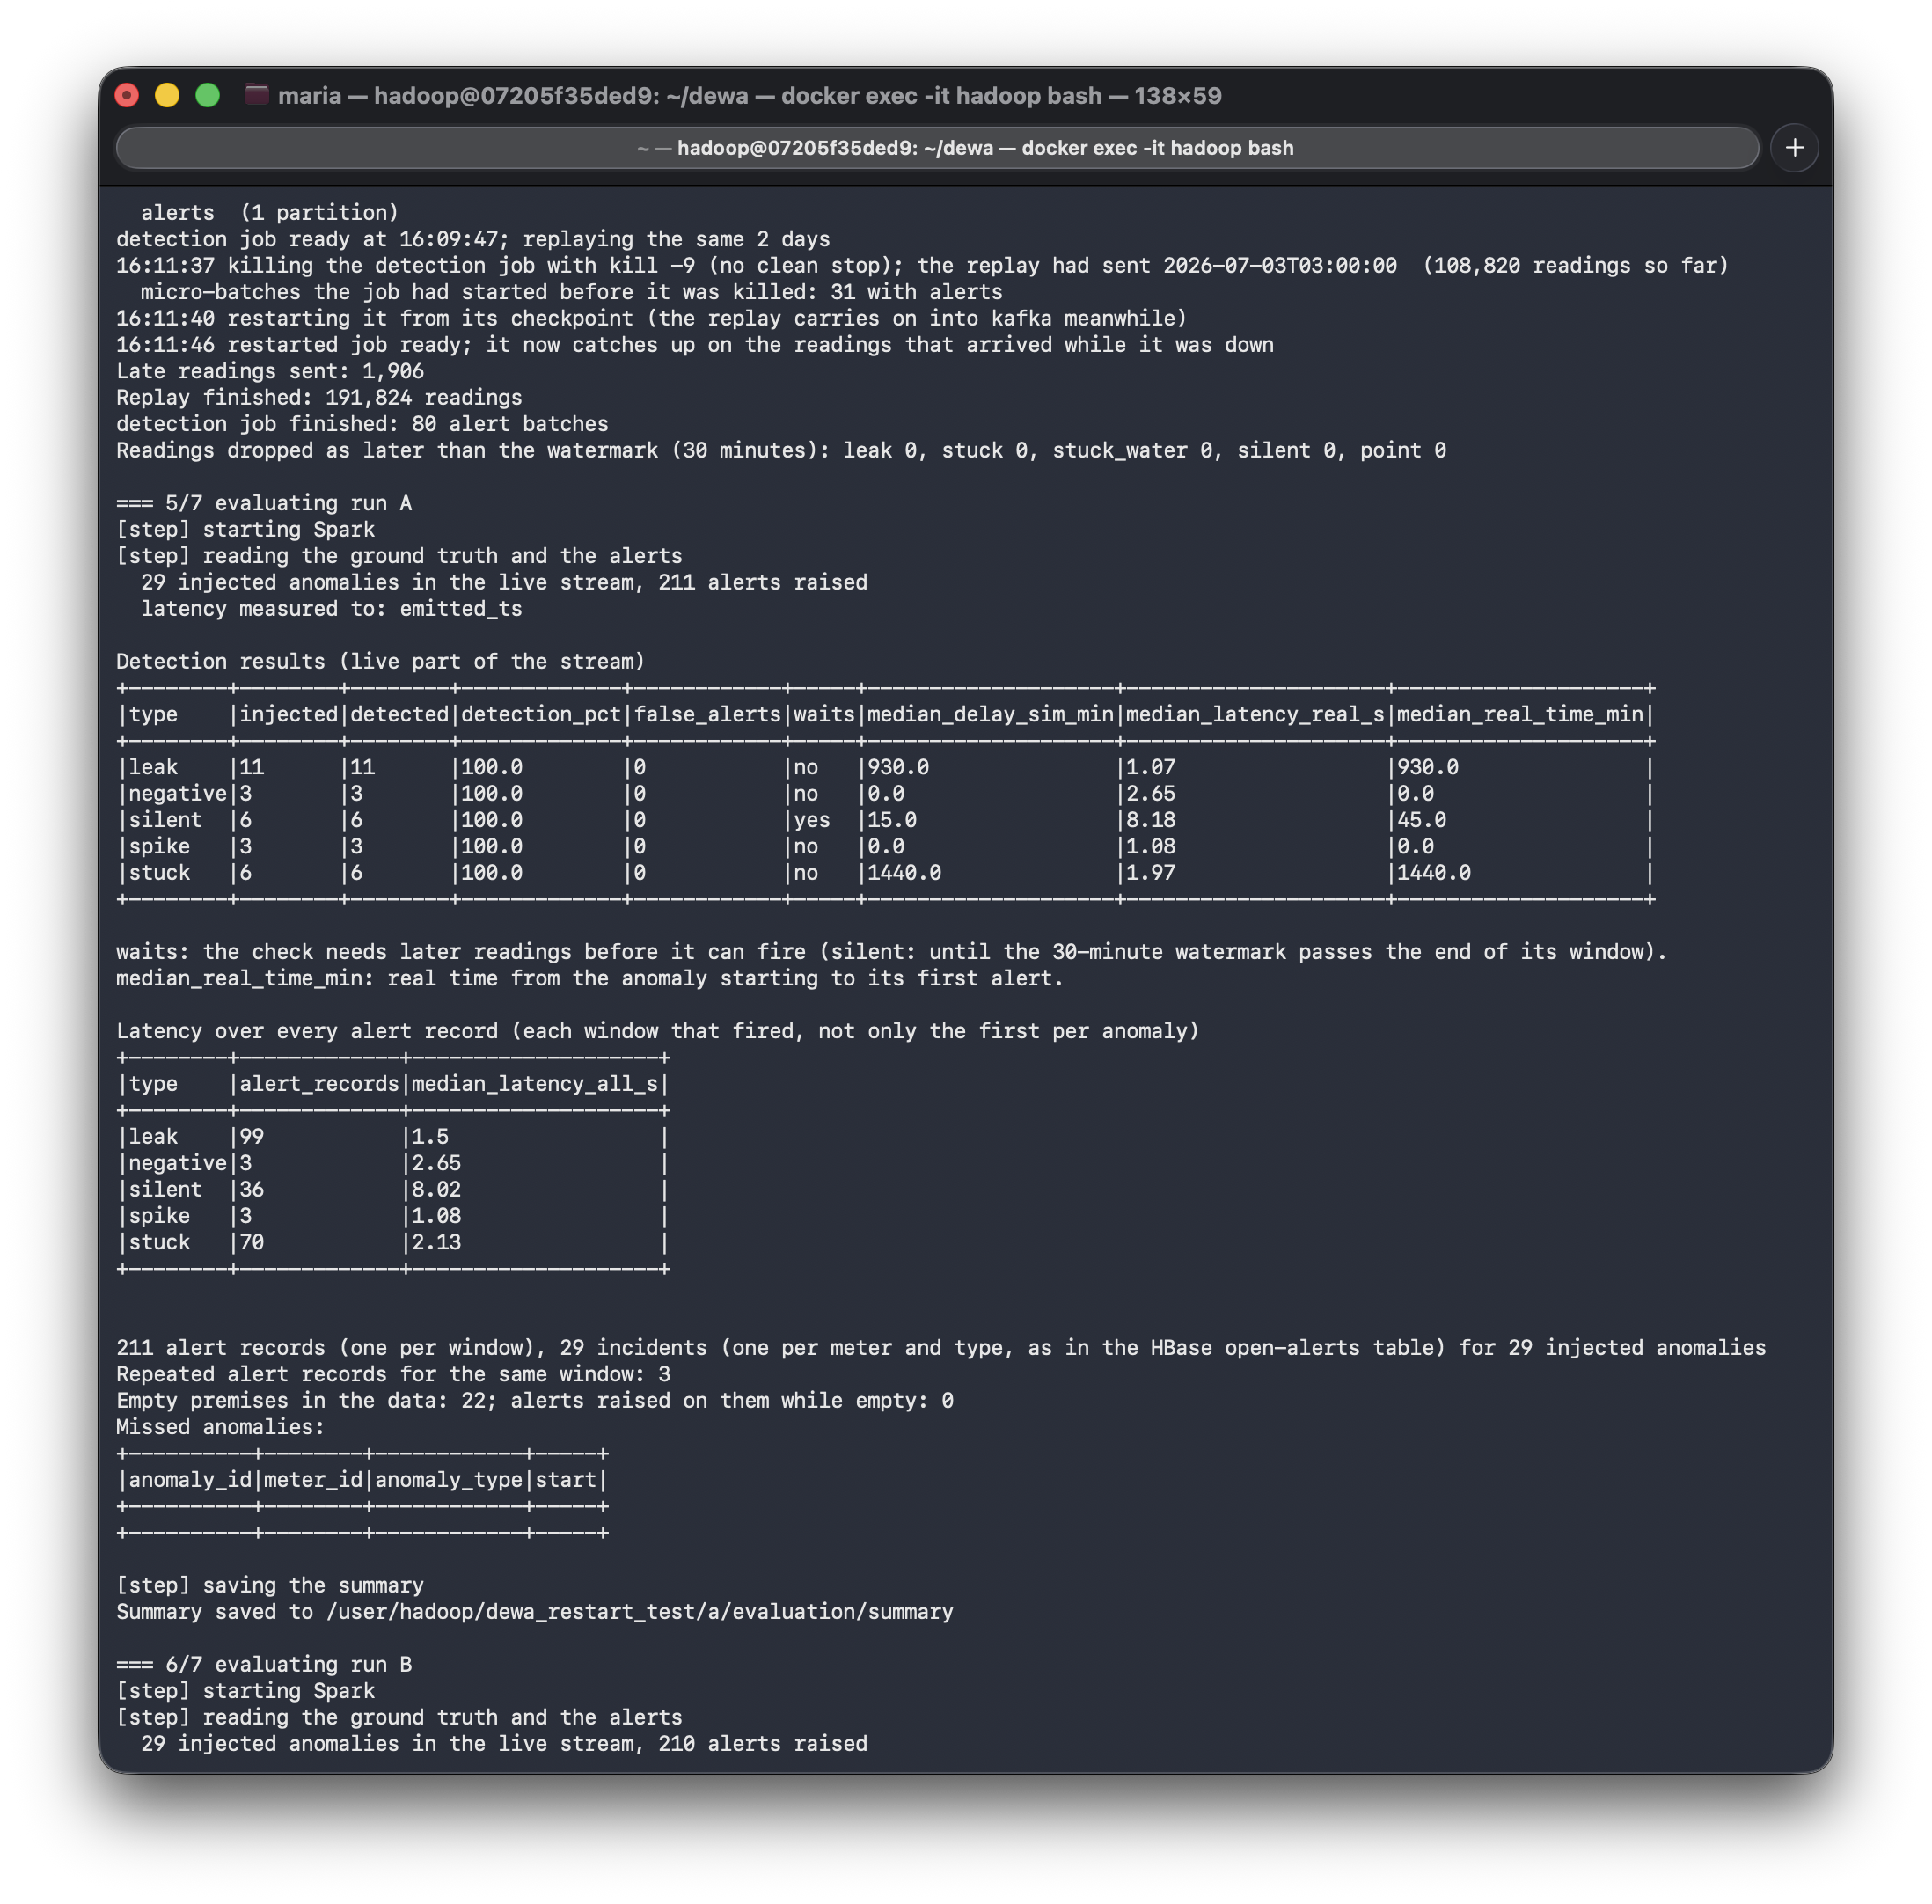 maria — hadoop@07205f35ded9: ~/dewa — docker exec -it hadoop bash — 138×59
~ — hadoop@07205f35ded9: ~/dewa — docker exec -it hadoop bash
+
  alerts  (1 partition)
detection job ready at 16:09:47; replaying the same 2 days
16:11:37 killing the detection job with kill -9 (no clean stop); the replay had sent 2026-07-03T03:00:00  (108,820 readings so far)
  micro-batches the job had started before it was killed: 31 with alerts
16:11:40 restarting it from its checkpoint (the replay carries on into kafka meanwhile)
16:11:46 restarted job ready; it now catches up on the readings that arrived while it was down
Late readings sent: 1,906
Replay finished: 191,824 readings
detection job finished: 80 alert batches
Readings dropped as later than the watermark (30 minutes): leak 0, stuck 0, stuck_water 0, silent 0, point 0

=== 5/7 evaluating run A
[step] starting Spark
[step] reading the ground truth and the alerts
  29 injected anomalies in the live stream, 211 alerts raised
  latency measured to: emitted_ts

Detection results (live part of the stream)
+--------+--------+--------+-------------+------------+-----+--------------------+---------------------+--------------------+
|type    |injected|detected|detection_pct|false_alerts|waits|median_delay_sim_min|median_latency_real_s|median_real_time_min|
+--------+--------+--------+-------------+------------+-----+--------------------+---------------------+--------------------+
|leak    |11      |11      |100.0        |0           |no   |930.0               |1.07                 |930.0               |
|negative|3       |3       |100.0        |0           |no   |0.0                 |2.65                 |0.0                 |
|silent  |6       |6       |100.0        |0           |yes  |15.0                |8.18                 |45.0                |
|spike   |3       |3       |100.0        |0           |no   |0.0                 |1.08                 |0.0                 |
|stuck   |6       |6       |100.0        |0           |no   |1440.0              |1.97                 |1440.0              |
+--------+--------+--------+-------------+------------+-----+--------------------+---------------------+--------------------+

waits: the check needs later readings before it can fire (silent: until the 30-minute watermark passes the end of its window).
median_real_time_min: real time from the anomaly starting to its first alert.

Latency over every alert record (each window that fired, not only the first per anomaly)
+--------+-------------+--------------------+
|type    |alert_records|median_latency_all_s|
+--------+-------------+--------------------+
|leak    |99           |1.5                 |
|negative|3            |2.65                |
|silent  |36           |8.02                |
|spike   |3            |1.08                |
|stuck   |70           |2.13                |
+--------+-------------+--------------------+

211 alert records (one per window), 29 incidents (one per meter and type, as in the HBase open-alerts table) for 29 injected anomalies
Repeated alert records for the same window: 3
Empty premises in the data: 22; alerts raised on them while empty: 0
Missed anomalies:
+----------+--------+------------+-----+
|anomaly_id|meter_id|anomaly_type|start|
+----------+--------+------------+-----+
+----------+--------+------------+-----+

[step] saving the summary
Summary saved to /user/hadoop/dewa_restart_test/a/evaluation/summary

=== 6/7 evaluating run B
[step] starting Spark
[step] reading the ground truth and the alerts
  29 injected anomalies in the live stream, 210 alerts raised